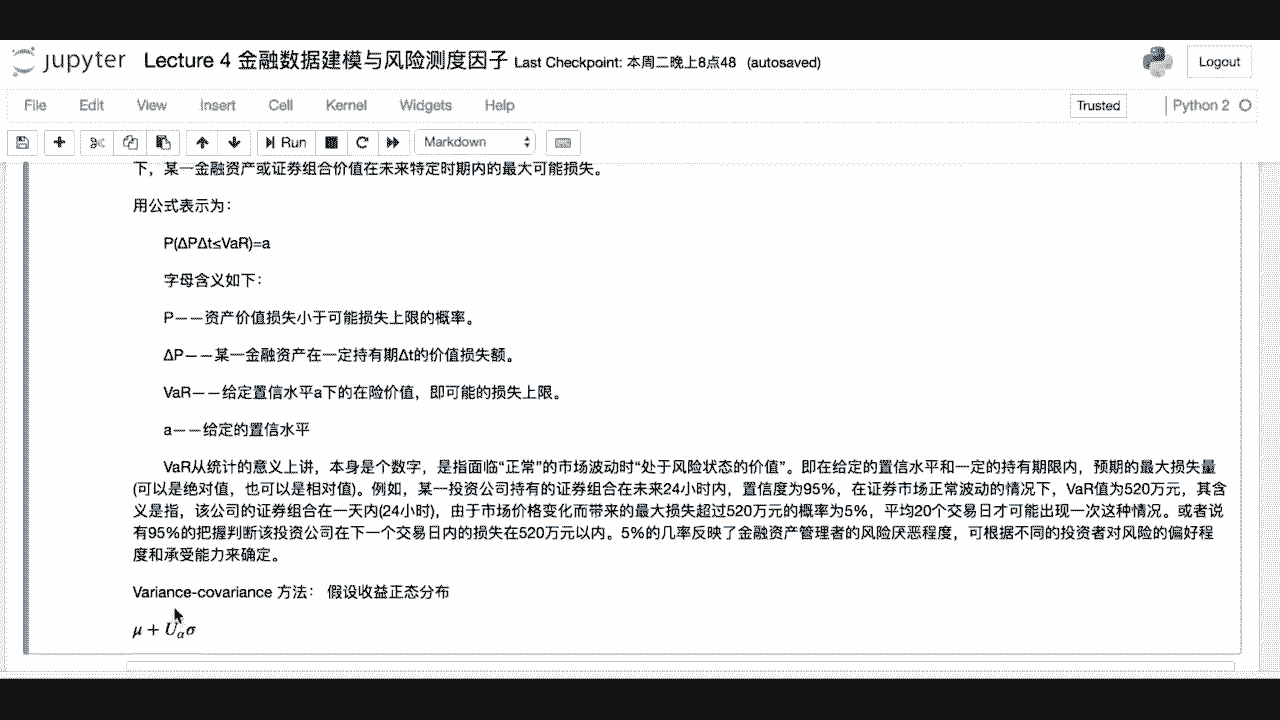 jupyter Lecture 4 金融数据建模与风险测度因子 Last Checkpoint: 本周二晚上8点48 (autosaved) Logout
File Edit View Insert Cell Kernel Widgets Help Trusted Python 2
Run Markdown
下，某一金融资产或证券组合价值在未来特定时期内的最大可能损失。
用公式表示为：
P(ΔPΔt≤VaR)=a
字母含义如下：
P——资产价值损失小于可能损失上限的概率。
ΔP——某一金融资产在一定持有期Δt的价值损失额。
VaR——给定置信水平a下的在险价值，即可能的损失上限。
a——给定的置信水平
VaR从统计的意义上讲，本身是个数字，是指面临“正常”的市场波动时“处于风险状态的价值”。即在给定的置信水平和一定的持有期限内，预期的最大损失量
(可以是绝对值，也可以是相对值)。例如，某一投资公司持有的证券组合在未来24小时内，置信度为95%，在证券市场正常波动的情况下，VaR值为520万元，其含
义是指，该公司的证券组合在一天内(24小时)，由于市场价格变化而带来的最大损失超过520万元的概率为5%，平均20个交易日才可能出现一次这种情况。或者说
有95%的把握判断该投资公司在下一个交易日内的损失在520万元以内。5%的几率反映了金融资产管理者的风险厌恶程度，可根据不同的投资者对风险的偏好程
度和承受能力来确定。
Variance-covariance 方法： 假设收益正态分布
μ + Uₐσ